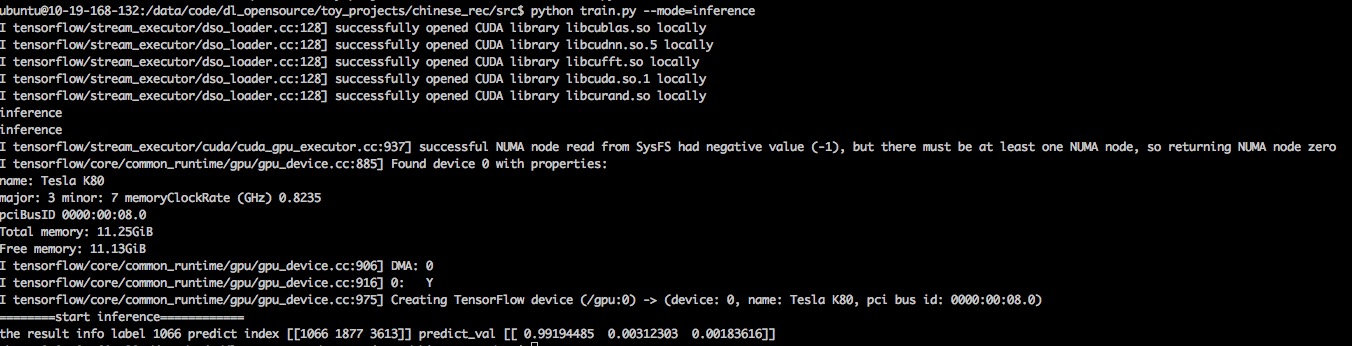 ubuntu@10-19-168-132:/data/code/dl_opensource/toy_projects/chinese_rec/src$ python train.py --mode=inference
I tensorflow/stream_executor/dso_loader.cc:128] successfully opened CUDA library libcublas.so locally
I tensorflow/stream_executor/dso_loader.cc:128] successfully opened CUDA library libcudnn.so.5 locally
I tensorflow/stream_executor/dso_loader.cc:128] successfully opened CUDA library libcufft.so locally
I tensorflow/stream_executor/dso_loader.cc:128] successfully opened CUDA library libcuda.so.1 locally
I tensorflow/stream_executor/dso_loader.cc:128] successfully opened CUDA library libcurand.so locally
inference
inference
I tensorflow/stream_executor/cuda/cuda_gpu_executor.cc:937] successful NUMA node read from SysFS had negative value (-1), but there must be at least one NUMA node, so returning NUMA node zero
I tensorflow/core/common_runtime/gpu/gpu_device.cc:885] Found device 0 with properties:
name: Tesla K80
major: 3 minor: 7 memoryClockRate (GHz) 0.8235
pciBusID 0000:00:08.0
Total memory: 11.25GiB
Free memory: 11.13GiB
I tensorflow/core/common_runtime/gpu/gpu_device.cc:906] DMA: 0
I tensorflow/core/common_runtime/gpu/gpu_device.cc:916] 0:   Y
I tensorflow/core/common_runtime/gpu/gpu_device.cc:975] Creating TensorFlow device (/gpu:0) -> (device: 0, name: Tesla K80, pci bus id: 0000:00:08.0)
========start inference============
the result info label 1066 predict index [[1066 1877 3613]] predict_val [[ 0.99194485  0.00312303  0.00183616]]